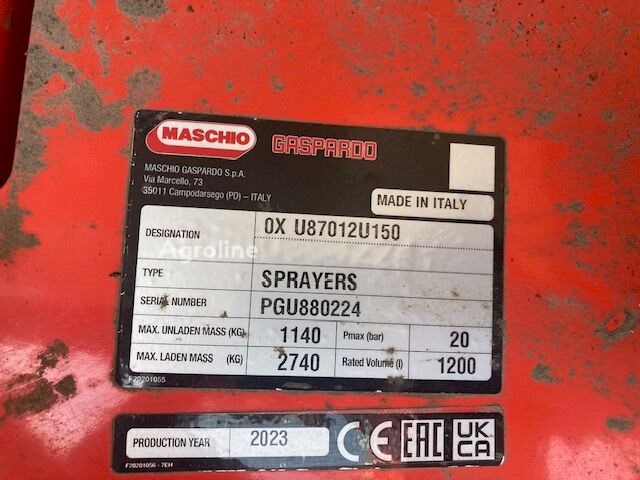 MASCHIO GASPARDO
MASCHIO GASPARDO S.p.A.
Via Marcello, 73
35011 Campodarsego (PD) – ITALY
MADE IN ITALY
DESIGNATION 0X U87012U150
Agroline
TYPE SPRAYERS
SERIAL NUMBER PGU880224
MAX. UNLADEN MASS (KG) 1140 Pmax (bar) 20
MAX. LADEN MASS (KG) 2740 Rated Volume (l) 1200
F20201055
PRODUCTION YEAR 2023 CE EAC UK CA
F20201056 - 7EH